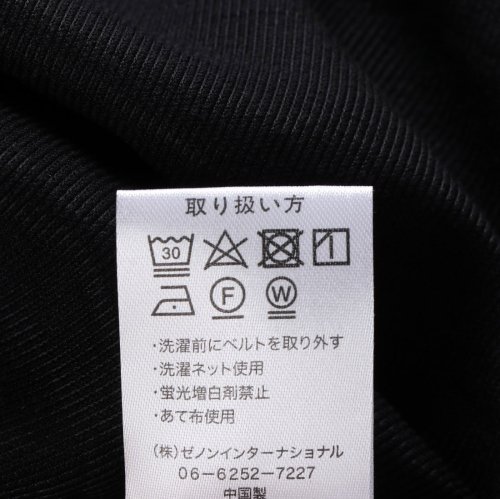 取り扱い方
30
F W
・洗濯前にベルトを取り外す
・洗濯ネット使用
・蛍光増白剤禁止
・あて布使用
(株)ゼノンインターナショナル
06-6252-7227
中国製